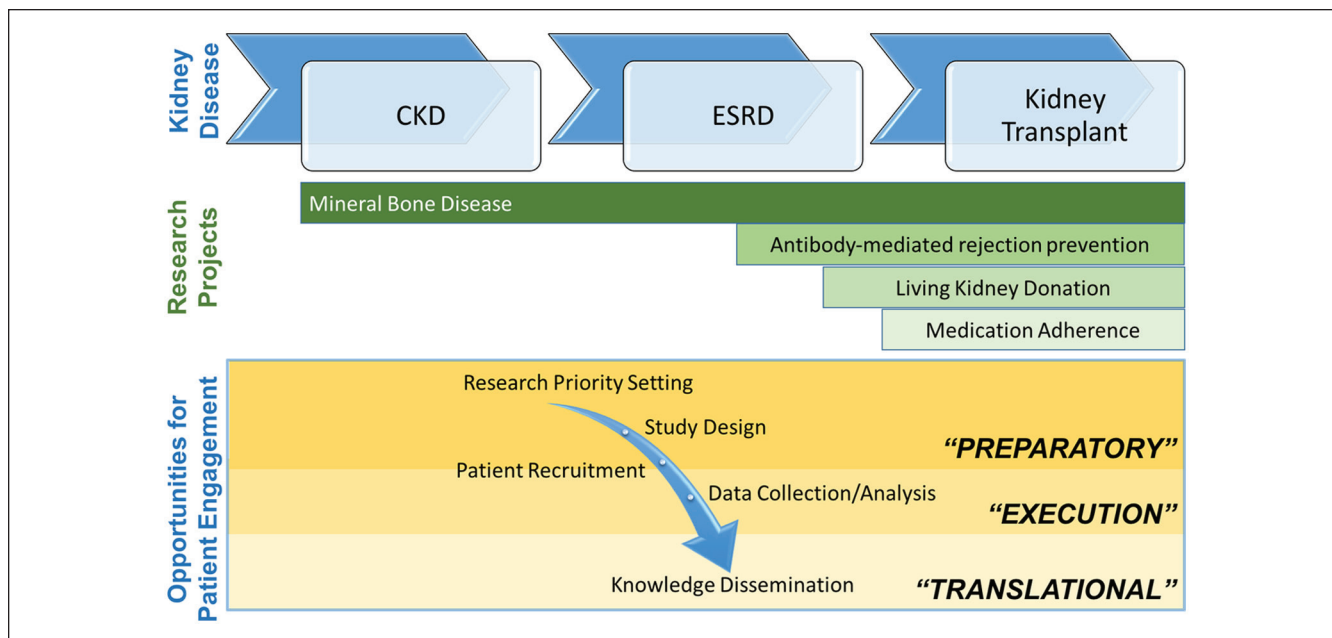 Kidney
Disease
CKD
ESRD
Kidney
Transplant
Research
Projects
Mineral Bone Disease
Antibody-mediated rejection prevention
Living Kidney Donation
Medication Adherence
Opportunities for
Patient Engagement
Research Priority Setting
Study Design
“PREPARATORY”
Patient Recruitment
Data Collection/Analysis
“EXECUTION”
Knowledge Dissemination
“TRANSLATIONAL”